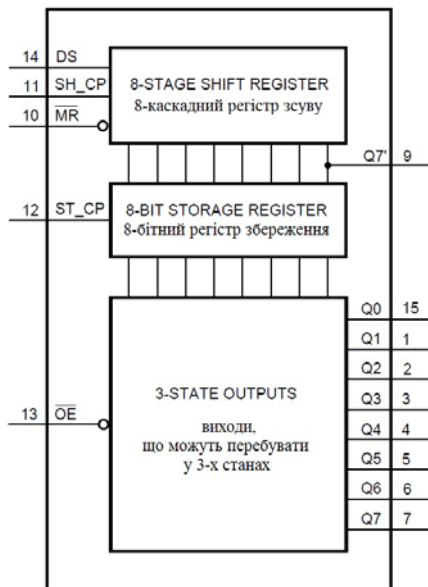 14 DS
11 SH_CP
10 MR
8-STAGE SHIFT REGISTER
8-каскадний регістр зсуву
Q7' 9
12 ST_CP
8-BIT STORAGE REGISTER
8-бітний регістр збереження
13 OE
3-STATE OUTPUTS
виходи,
що можуть перебувати
у 3-х станах
Q0 15
Q1 1
Q2 2
Q3 3
Q4 4
Q5 5
Q6 6
Q7 7